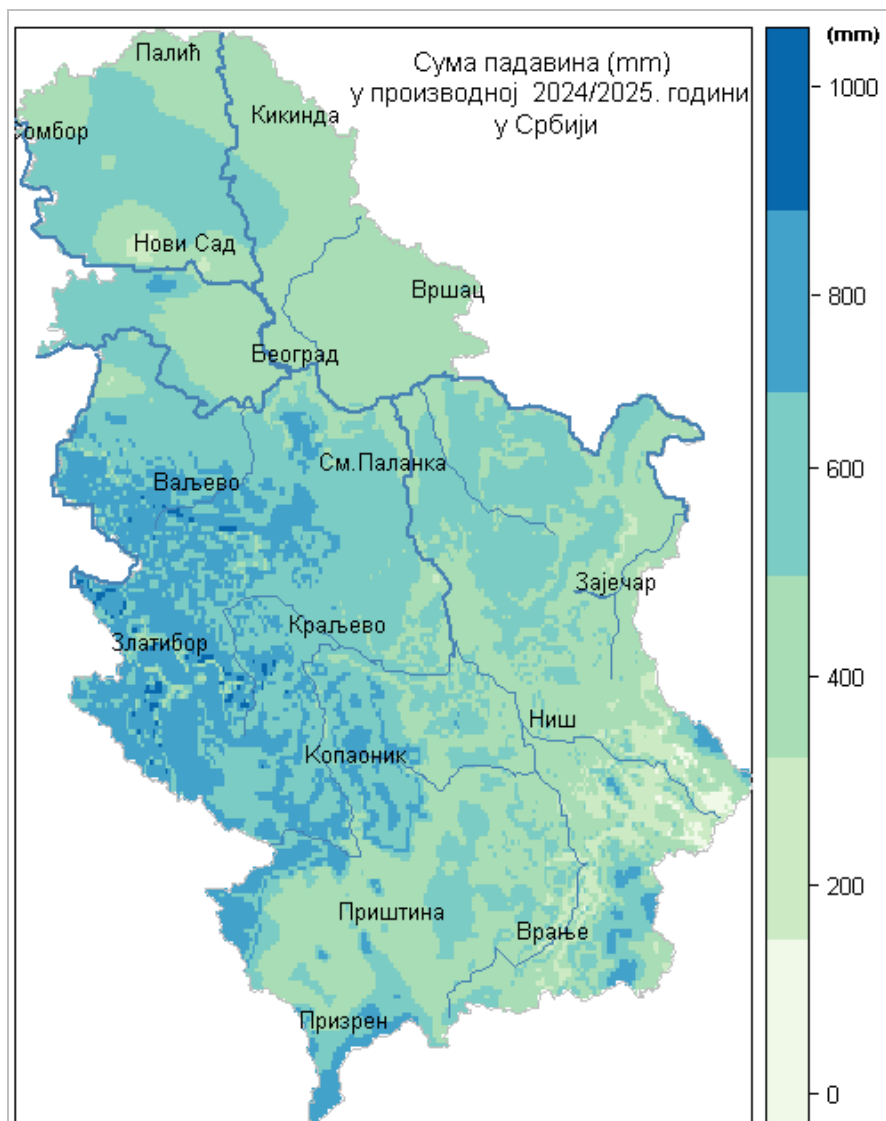 (mm)
Палић
Сума падавина (mm)
у производној 2024/2025. години
у Србији
1000
Кикинда
Сомбор
Нови Сад
Вршац
800
Београд
См.Паланка
600
Ваљево
Зајечар
Краљево
Златибор
400
Ниш
Копаоник
200
Приштина
Врање
Призрен
0